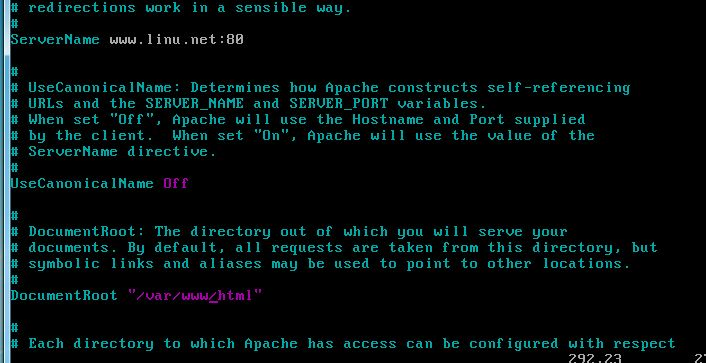 # redirections work in a sensible way.
#
ServerName www.linu.net:80
#
# UseCanonicalName: Determines how Apache constructs self-referencing
# URLs and the SERVER_NAME and SERVER_PORT variables.
# When set "Off", Apache will use the Hostname and Port supplied
# by the client.  When set "On", Apache will use the value of the
# ServerName directive.
#
UseCanonicalName Off
#
# DocumentRoot: The directory out of which you will serve your
# documents. By default, all requests are taken from this directory, but
# symbolic links and aliases may be used to point to other locations.
#
DocumentRoot "/var/www/html"
#
# Each directory to which Apache has access can be configured with respect
292,23